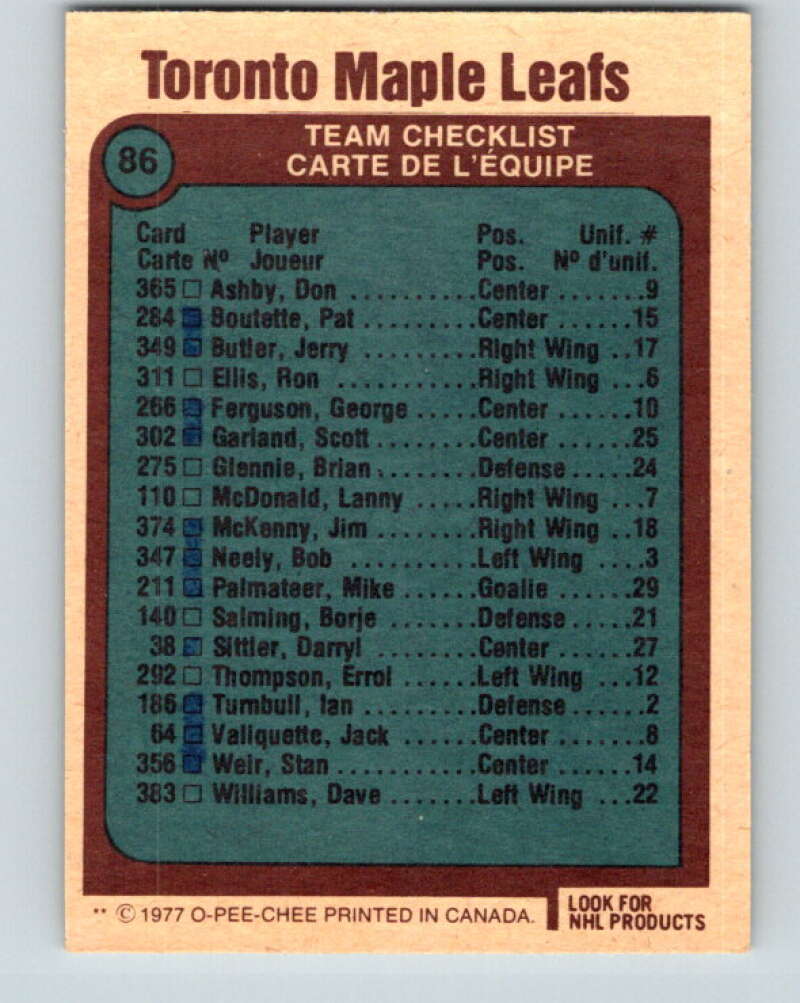 Toronto Maple Leafs
86
TEAM CHECKLIST
CARTE DE L'ÉQUIPE
Card Player Pos. Unif. #
Carte Nº Joueur Pos. Nº d'unif.
365 □ Ashby, Don ..........Center .......9
284 □ Boutette, Pat ........Center ......15
349 □ Butler, Jerry .........Right Wing ..17
311 □ Ellis, Ron ...........Right Wing ...6
266 □ Ferguson, George .....Center ......10
302 □ Garland, Scott ........Center ......25
275 □ Glennie, Brian .........Defense .....24
110 □ McDonald, Lanny .....Right Wing ...7
374 □ McKenny, Jim ........Right Wing ..18
347 □ Neely, Bob ..........Left Wing ....3
211 □ Palmateer, Mike ......Goalie ......29
140 □ Salming, Borje .......Defense .....21
38 □ Sittler, Darryl ........Center ......27
292 □ Thompson, Errol ......Left Wing ...12
186 □ Turnbull, Ian .........Defense ......2
64 □ Valiquette, Jack ......Center .......8
356 □ Weir, Stan ...........Center ......14
383 □ Williams, Dave .......Left Wing ...22
** © 1977 O-PEE-CHEE PRINTED IN CANADA.
LOOK FOR
NHL PRODUCTS